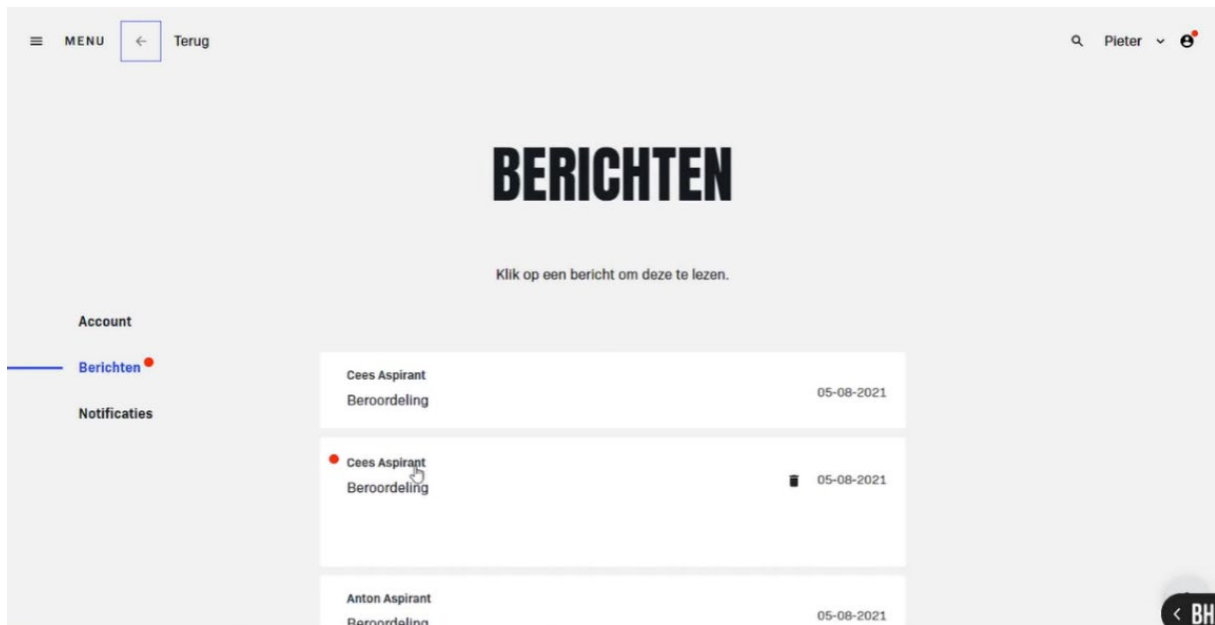 MENU
Terug
Pieter
BERICHTEN
Klik op een bericht om deze te lezen.
Account
Berichten
Notificaties
Cees Aspirant
Beroordeling
05-08-2021
Cees Aspirant
Beroordeling
05-08-2021
Anton Aspirant
Beroordeling
05-08-2021
BH